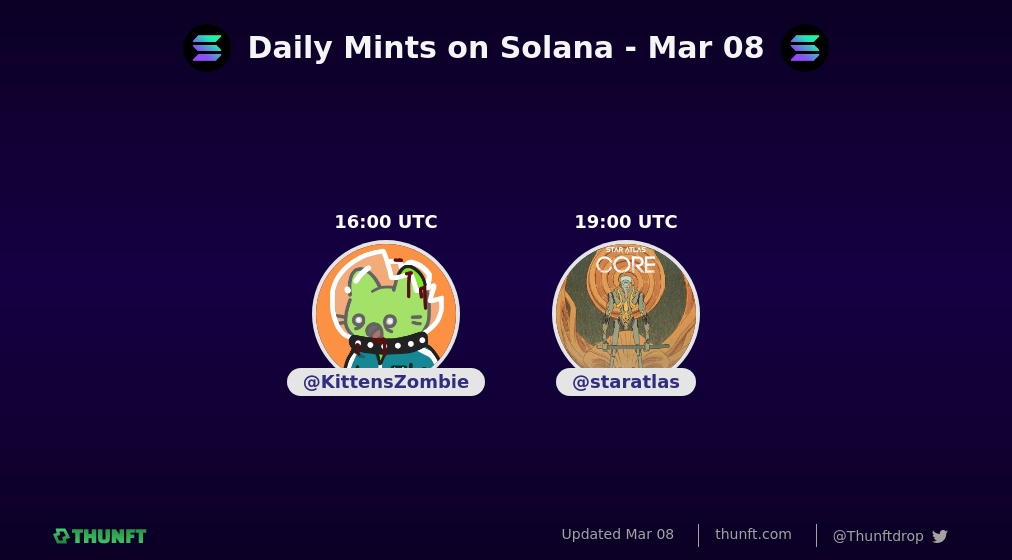 Daily Mints on Solana - Mar 08
16:00 UTC
19:00 UTC
STAR ATLAS
CORE
@KittensZombie
@staratlas
THUNFT
Updated Mar 08
thunft.com
@Thunftdrop